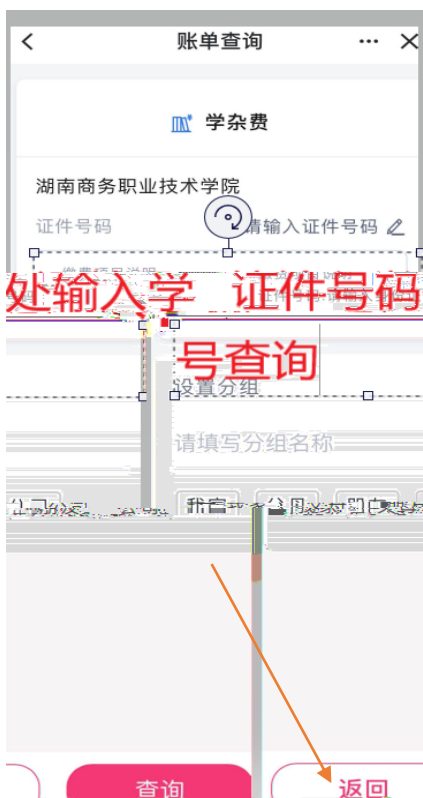 账单查询
学杂费
湖南商务职业技术学院
证件号码
请输入证件号码
处输入学 证件号码
号查询
设置分组
请填写分组名称
查询
返回